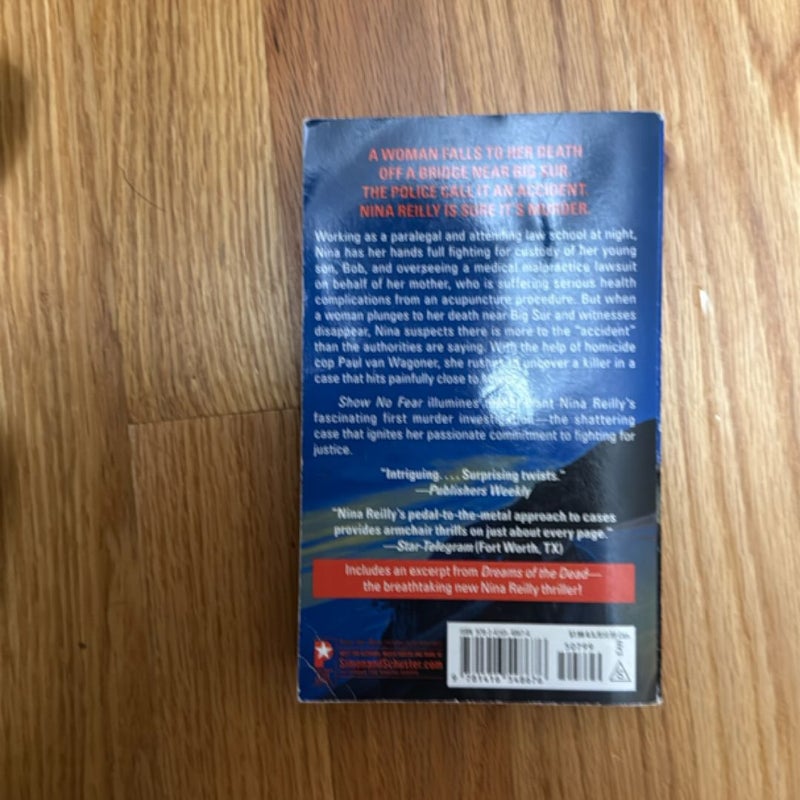 A WOMAN FALLS TO HER DEATH
OFF A BRIDGE NEAR BIG SUR.
THE POLICE CALL IT AN ACCIDENT.
NINA REILLY IS SURE IT'S MURDER.
Working as a paralegal and attending law school at night,
Nina has her hands full fighting for custody of her young
son, Bob, and overseeing a medical malpractice lawsuit
on behalf of her mother, who is suffering serious health
complications from an acupuncture procedure. But when
a woman plunges to her death near Big Sur and witnesses
disappear, Nina suspects there is more to the "accident"
than the authorities are saying. With the help of homicide
cop Paul van Wagoner, she rushes to uncover a killer in a
case that hits painfully close to
Show No Fear illumines Nina Reilly's
fascinating first murder investigation—the shattering
case that ignites her passionate commitment to fighting for
justice.
"Intriguing. . . . Surprising twists."
—Publishers Weekly
"Nina Reilly's pedal-to-the-metal approach to cases
provides armchair thrills on just about every page."
—Star-Telegram (Fort Worth, TX)
Includes an excerpt from Dreams of the Dead—
the breathtaking new Nina Reilly thriller!
SimonandSchuster.com
50799